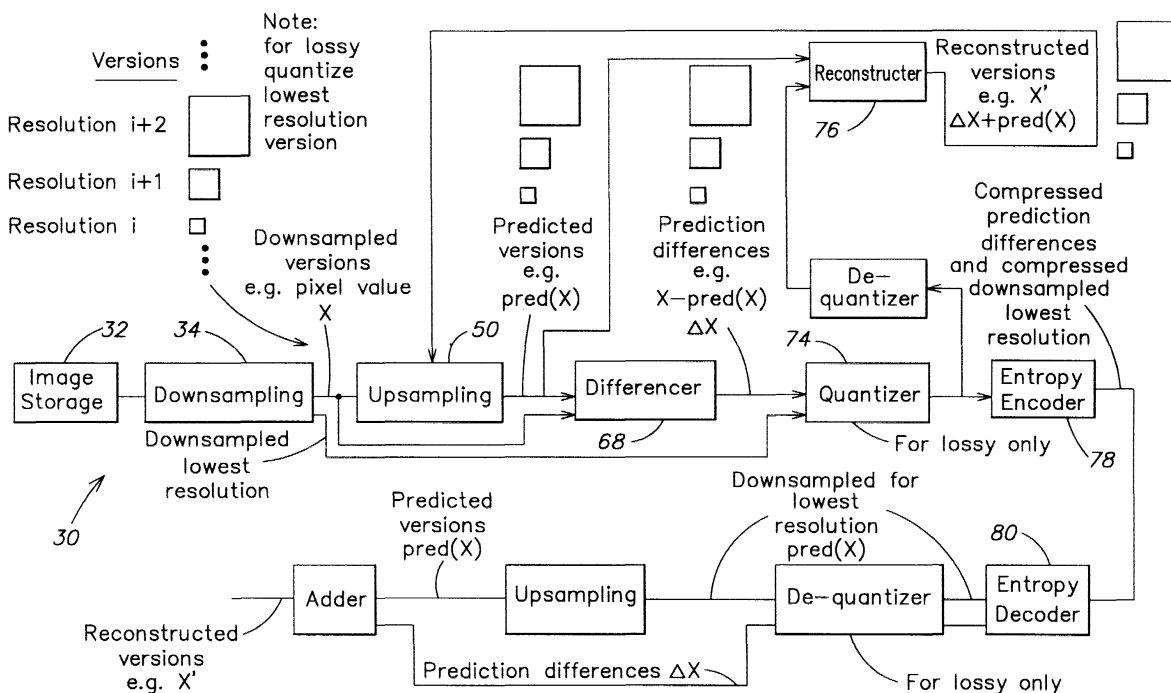 Versions
Note:
for lossy
quantize
lowest
resolution
version
Resolution i+2
Resolution i+1
Resolution i
Downsampled
versions
e.g. pixel value
X
Predicted
versions
e.g.
pred(X)
Prediction
differences
e.g.
X-pred(X)
ΔX
Reconstructer
76
Reconstructed
versions
e.g. X'
ΔX+pred(X)
De-
quantizer
Compressed
prediction
differences
and compressed
downsampled
lowest
resolution
32
Image
Storage
34
Downsampling
50
Upsampling
Differencer
68
74
Quantizer
For lossy only
Entropy
Encoder
78
Downsampled
lowest
resolution
30
Predicted
versions
pred(X)
Downsampled for
lowest
resolution
pred(X)
80
Adder
Upsampling
De-quantizer
Entropy
Decoder
Reconstructed
versions
e.g. X'
Prediction differences ΔX
For lossy only